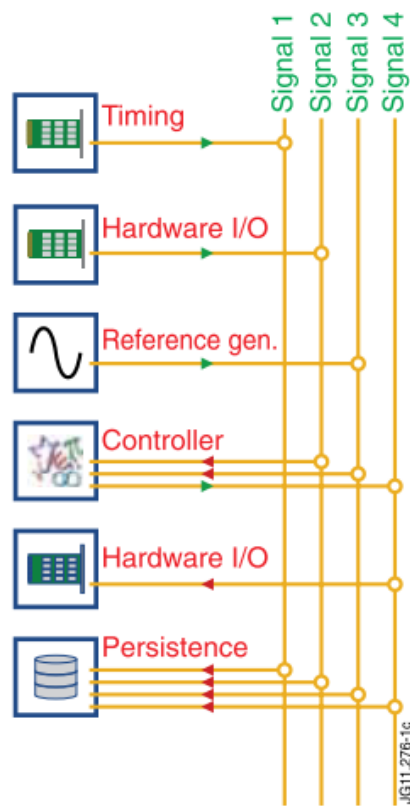 Signal 1
Signal 2
Signal 3
Signal 4
Timing
Hardware I/O
Reference gen.
Controller
Hardware I/O
Persistence
JG11.276-1c